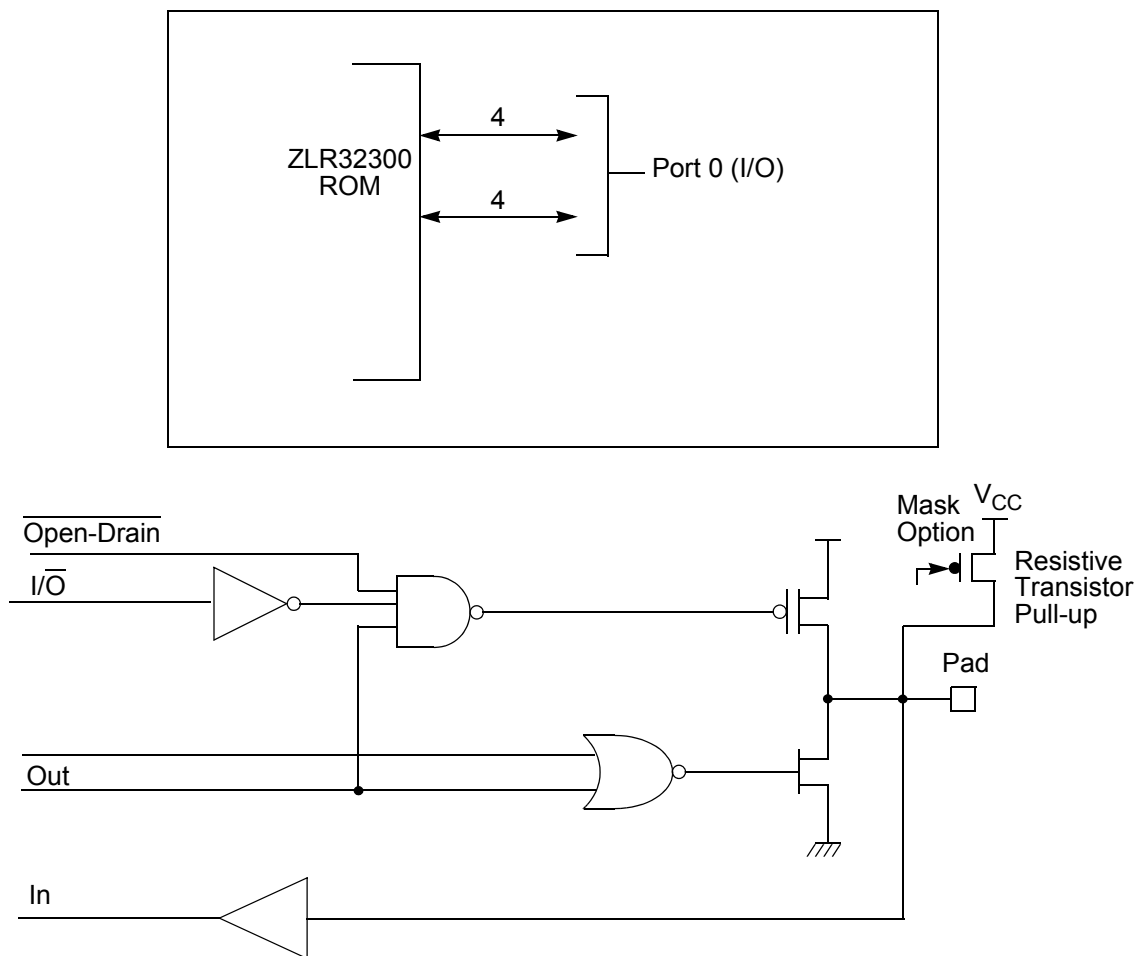 ZLR32300
ROM
4
4
Port 0 (I/O)
Open-Drain
I/O
Out
In
Mask
Option
VCC
Resistive
Transistor
Pull-up
Pad